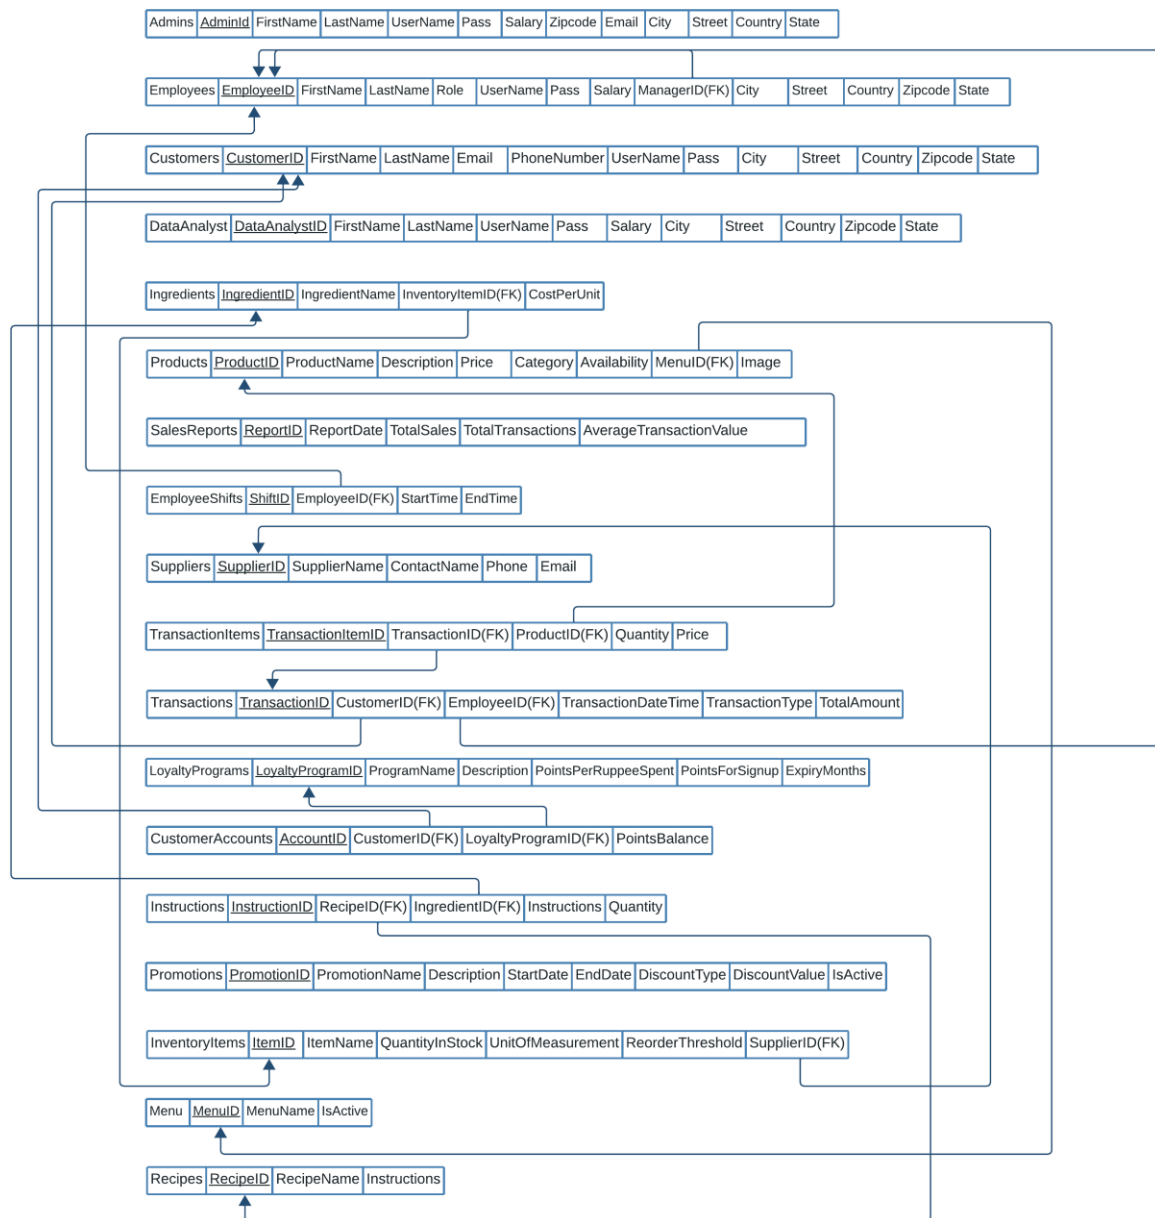 Admins AdminId FirstName LastName UserName Pass Salary Zipcode Email City Street Country State
Employees EmployeeID FirstName LastName Role UserName Pass Salary ManagerID(FK) City Street Country Zipcode State
Customers CustomerID FirstName LastName Email PhoneNumber UserName Pass City Street Country Zipcode State
DataAnalyst DataAnalystID FirstName LastName UserName Pass Salary City Street Country Zipcode State
Ingredients IngredientID IngredientName InventoryItemID(FK) CostPerUnit
Products ProductID ProductName Description Price Category Availability MenuID(FK) Image
SalesReports ReportID ReportDate TotalSales TotalTransactions AverageTransactionValue
EmployeeShifts ShiftID EmployeeID(FK) StartTime EndTime
Suppliers SupplierID SupplierName ContactName Phone Email
TransactionItems TransactionItemID TransactionID(FK) ProductID(FK) Quantity Price
Transactions TransactionID CustomerID(FK) EmployeeID(FK) TransactionDateTime TransactionType TotalAmount
LoyaltyPrograms LoyaltyProgramID ProgramName Description PointsPerRuppeeSpent PointsForSignup ExpiryMonths
CustomerAccounts AccountID CustomerID(FK) LoyaltyProgramID(FK) PointsBalance
Instructions InstructionID RecipeID(FK) IngredientID(FK) Instructions Quantity
Promotions PromotionID PromotionName Description StartDate EndDate DiscountType DiscountValue IsActive
InventoryItems ItemID ItemName QuantityInStock UnitOfMeasurement ReorderThreshold SupplierID(FK)
Menu MenuID MenuName IsActive
Recipes RecipeID RecipeName Instructions